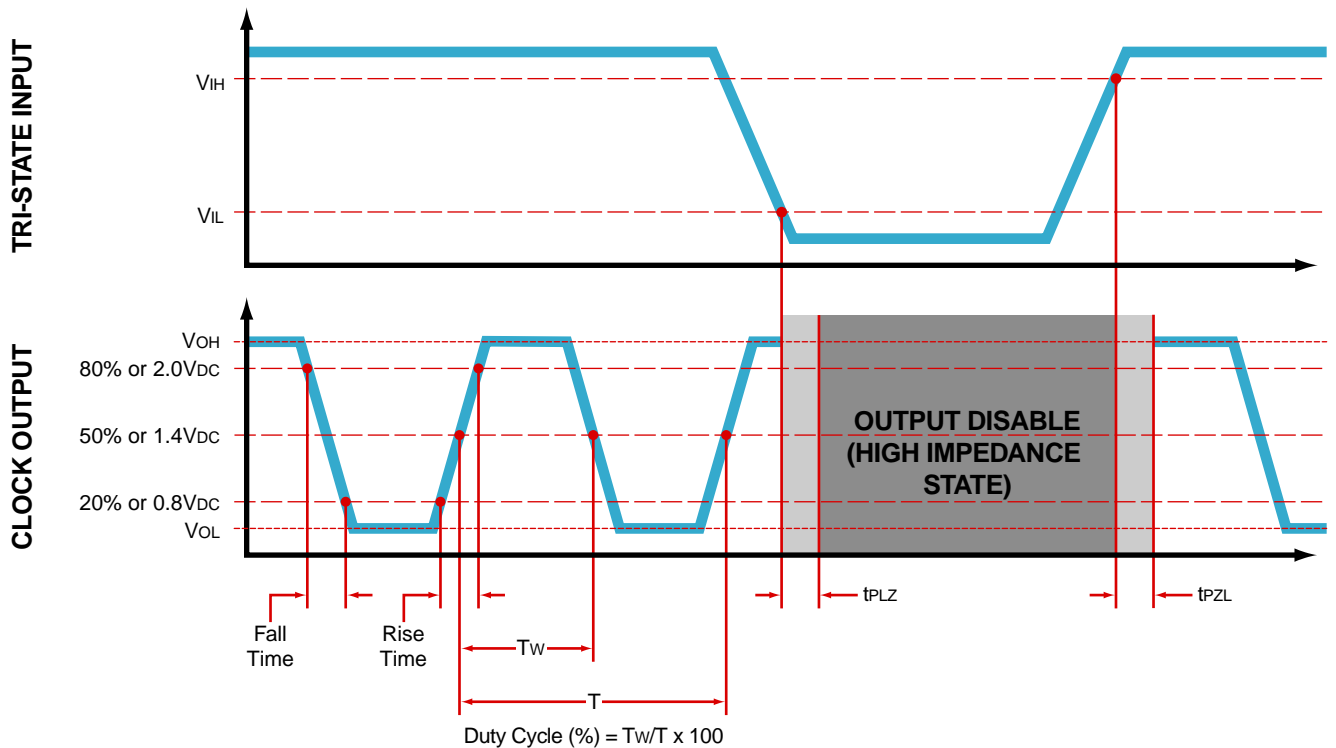 TRI-STATE INPUT
VIH
VIL
CLOCK OUTPUT
VOH
80% or 2.0VDC
50% or 1.4VDC
20% or 0.8VDC
VOL
OUTPUT DISABLE
(HIGH IMPEDANCE
STATE)
tPLZ
tPZL
Fall
Time
Rise
Time
TW
T
Duty Cycle (%) = TW/T x 100